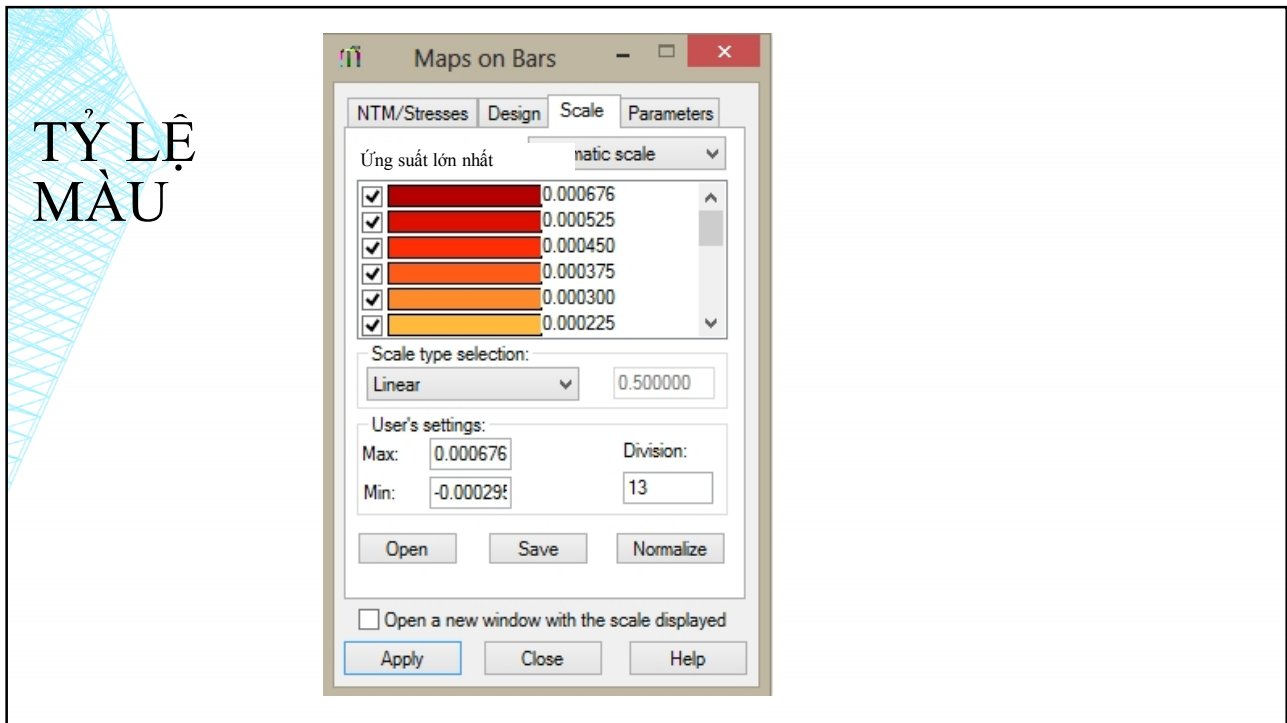 TỶ LỆ
MÀU
Maps on Bars
NTM/Stresses Design Scale Parameters
Ứng suất lớn nhất matic scale
0.000676
0.000525
0.000450
0.000375
0.000300
0.000225
Scale type selection:
Linear 0.500000
User's settings:
Max: 0.000676 Division:
Min: -0.000295 13
Open Save Normalize
Open a new window with the scale displayed
Apply Close Help